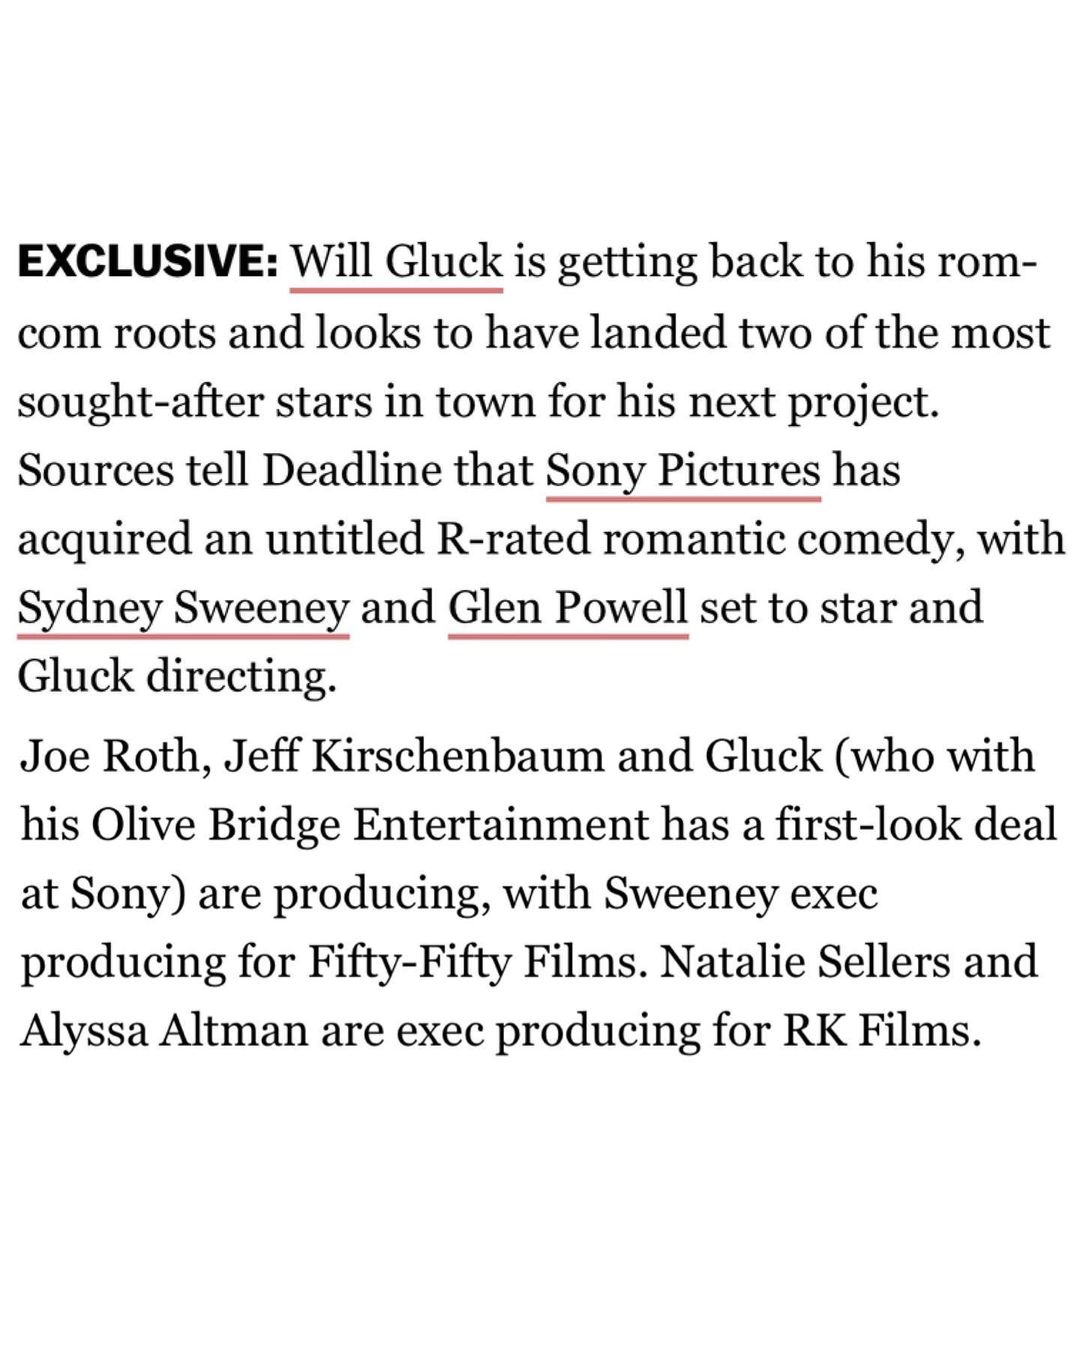 EXCLUSIVE: Will Gluck is getting back to his rom-
com roots and looks to have landed two of the most
sought-after stars in town for his next project.
Sources tell Deadline that Sony Pictures has
acquired an untitled R-rated romantic comedy, with
Sydney Sweeney and Glen Powell set to star and
Gluck directing.
Joe Roth, Jeff Kirschenbaum and Gluck (who with
his Olive Bridge Entertainment has a first-look deal
at Sony) are producing, with Sweeney exec
producing for Fifty-Fifty Films. Natalie Sellers and
Alyssa Altman are exec producing for RK Films.